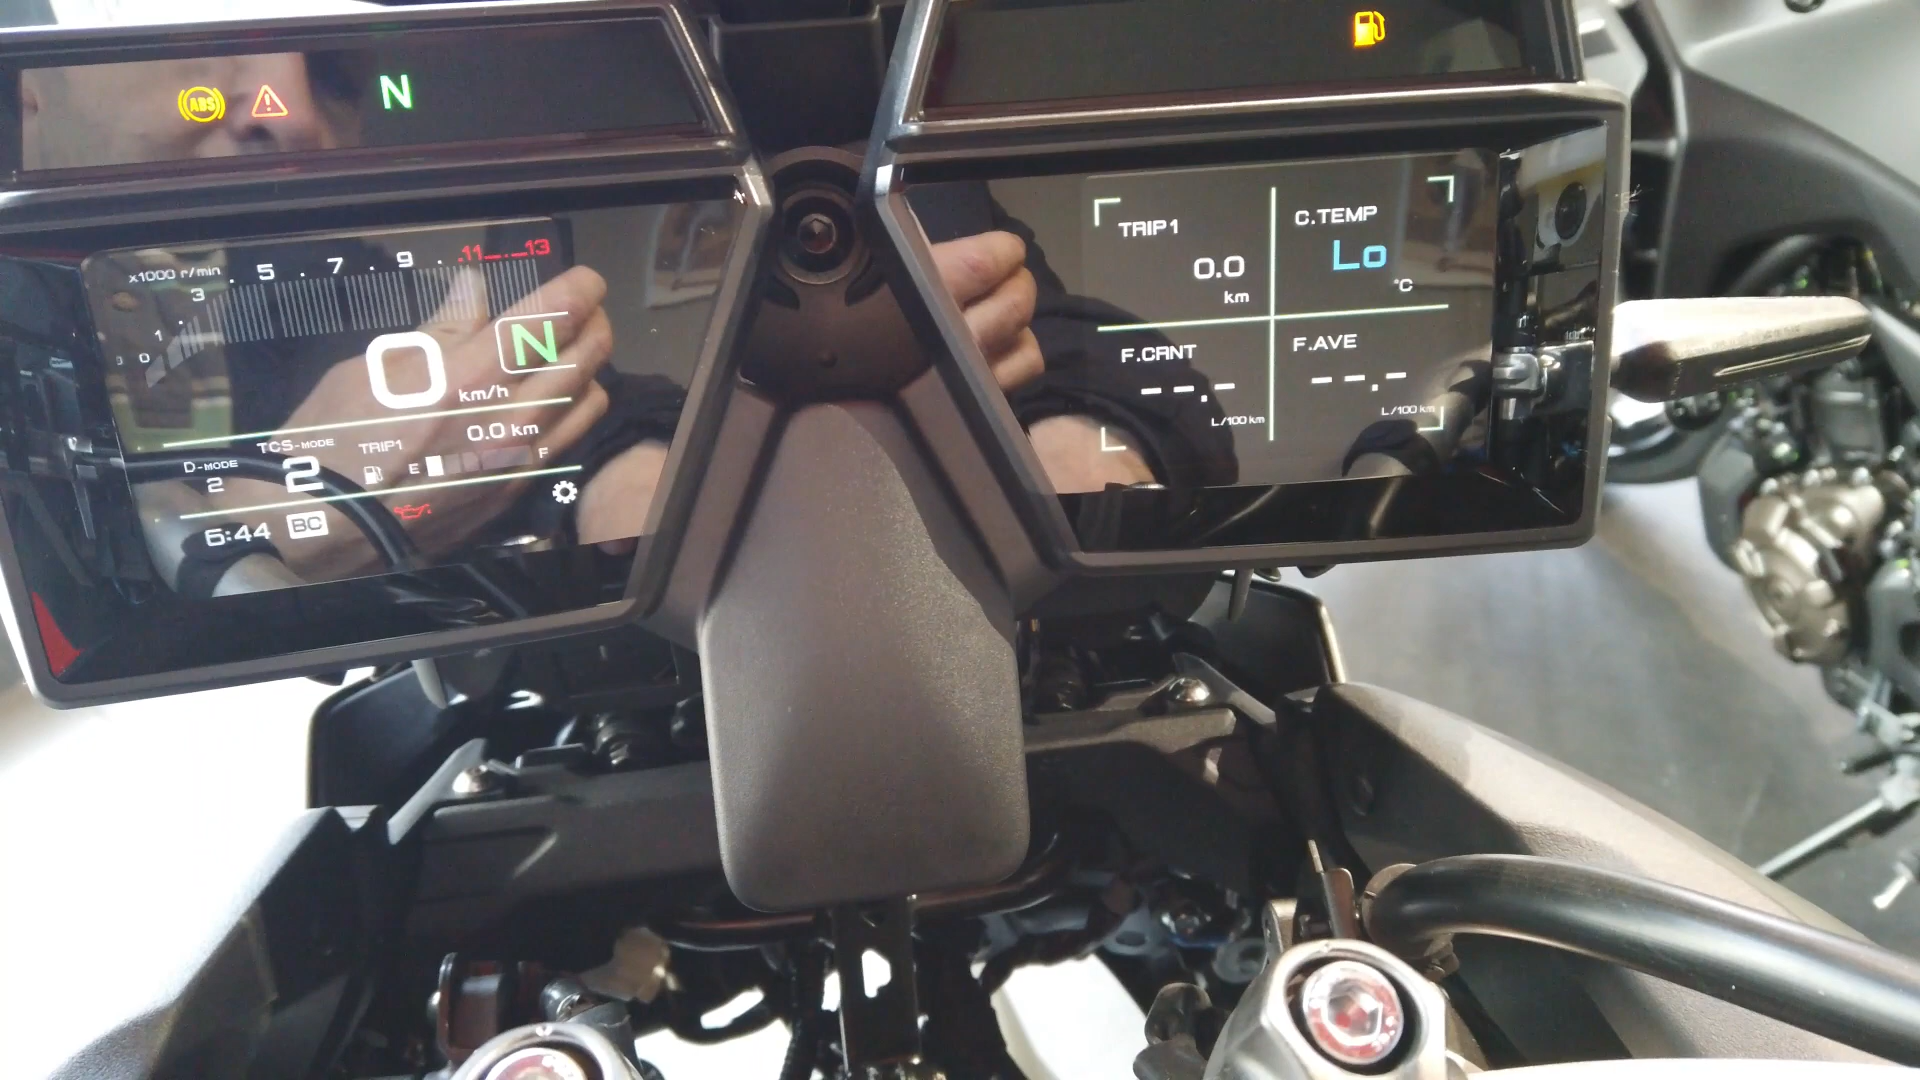 ABS
N
x1000 r/min
0
1
3
5
7
9
11
13
0
km/h
N
D-MODE
2
TCS-MODE
2
TRIP1
0.0 km
E
F
6:44
BC
TRIP1
0.0
km
C.TEMP
Lo
°C
F.CRNT
--.-
L/100 km
F.AVE
--.-
L/100 km